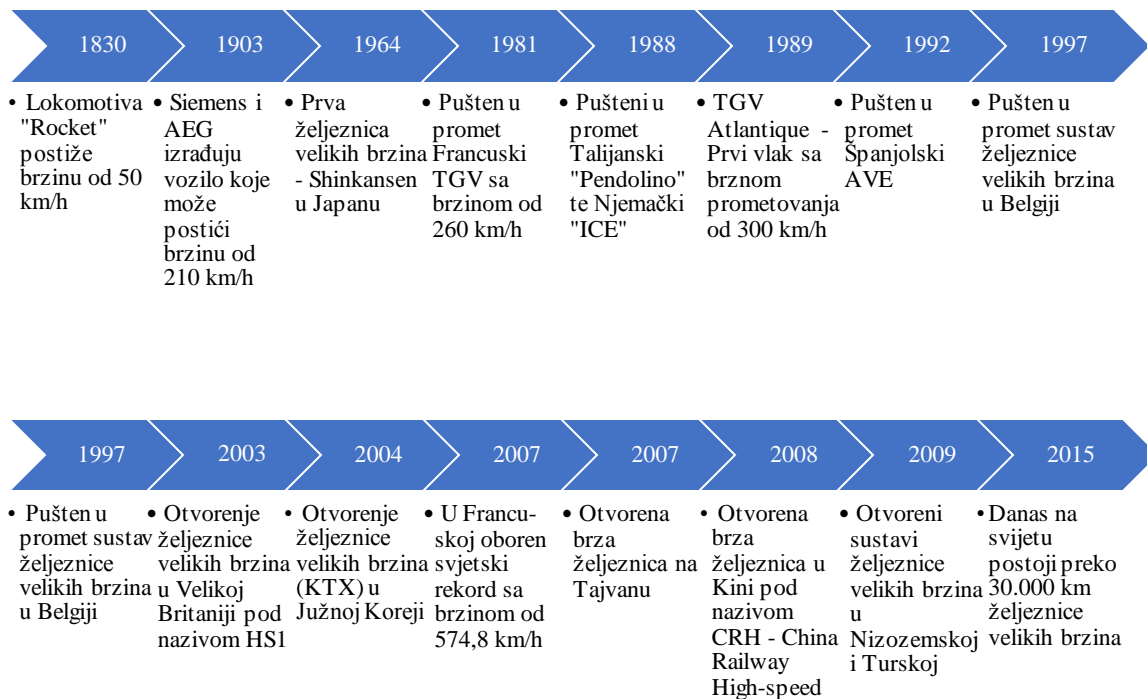 1830 1903 1964 1981 1988 1989 1992 1997
• Lokomotiva
"Rocket"
postiže
brzinu od 50
km/h
• Siemens i
AEG
izrađuju
vozilo koje
može
postići
brzinu od
210 km/h
• Prva
željeznica
velikih brzina
- Shinkansen
u Japanu
• Pušten u
promet
Francuski
TGV sa
brzinom od
260 km/h
• Pušteni u
promet
Talijanski
"Pendolino"
te Njemački
"ICE"
• TGV
Atlantique -
Prvi vlak sa
brznom
prometovanja
od 300 km/h
• Pušten u
promet
Španjolski
AVE
• Pušten u
promet sustav
željeznice
velikih brzina
u Belgiji
1997 2003 2004 2007 2007 2008 2009 2015
• Pušten u
promet sustav
željeznice
velikih brzina
u Belgiji
• Otvorenje
željeznice
velikih brzina
u Velikoj
Britaniji pod
nazivom HS1
• Otvorenje
željeznice
velikih brzina
(KTX) u
Južnoj Koreji
• U Francu-
skoj oboren
svjetski
rekord sa
brzinom od
574,8 km/h
• Otvorena
brza
željeznica na
Tajvanu
• Otvorena
brza
željeznica u
Kini pod
nazivom
CRH - China
Railway
High-speed
• Otvoreni
sustavi
željeznice
velikih brzina
u
Nizozemskoj
i Turskoj
• Danas na
svijetu
postoji preko
30.000 km
željeznice
velikih brzina